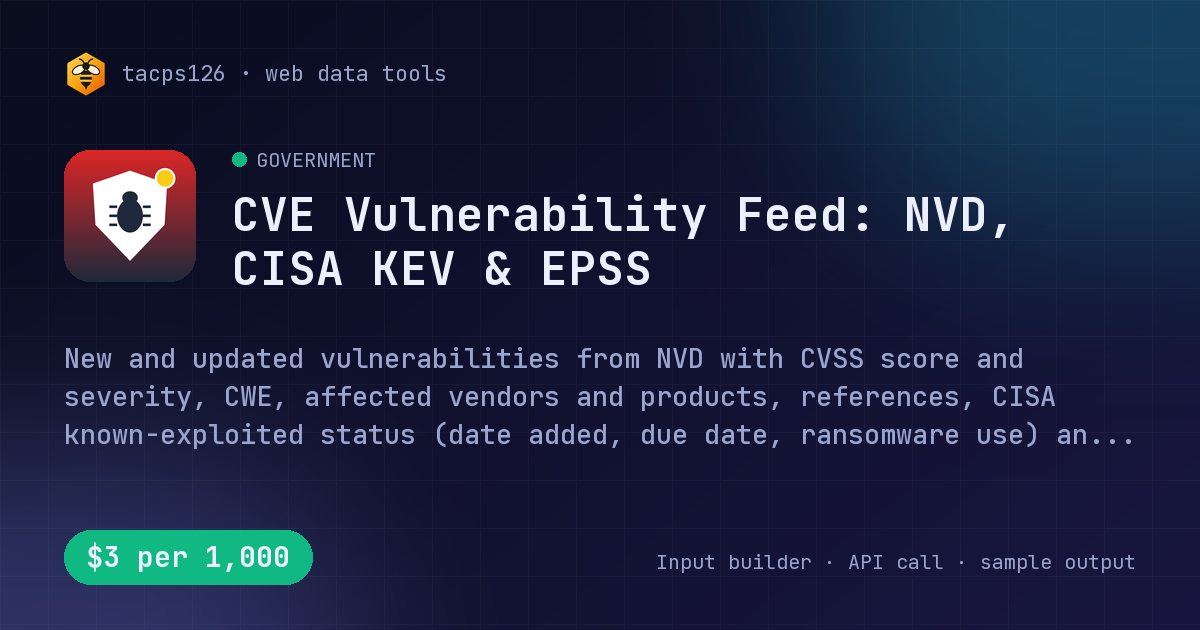 tacps126 · web data tools
GOVERNMENT
CVE Vulnerability Feed: NVD,
CISA KEV & EPSS
New and updated vulnerabilities from NVD with CVSS score and
severity, CWE, affected vendors and products, references, CISA
known-exploited status (date added, due date, ransomware use) an...
$3 per 1,000
Input builder · API call · sample output